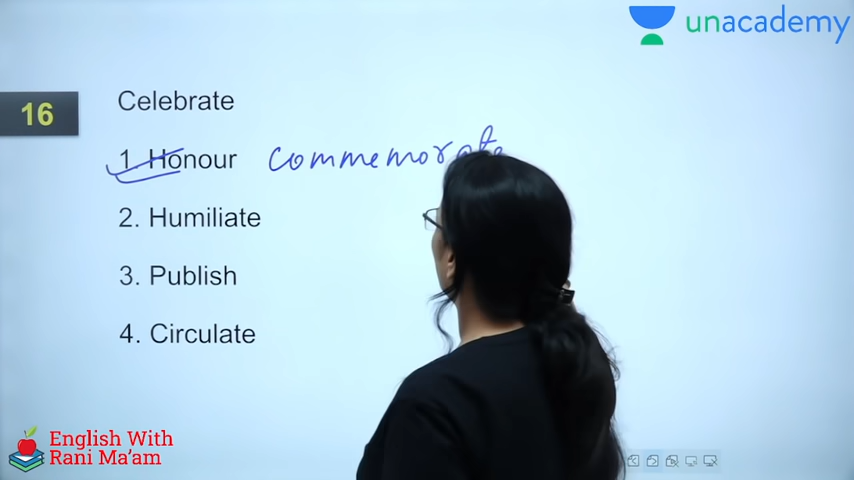 unacademy
16
Celebrate
1. Honour commemorate
2. Humiliate
3. Publish
4. Circulate
English With
Rani Ma'am